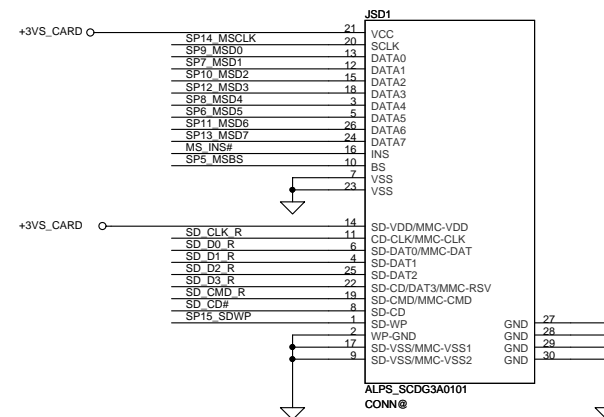 JSD1
+3VS_CARD 21 VCC
SP14_MSCLK 20 SCLK
SP9_MSD0 13 DATA0
SP7_MSD1 12 DATA1
SP10_MSD2 15 DATA2
SP12_MSD3 18 DATA3
SP8_MSD4 3 DATA4
SP6_MSD5 5 DATA5
SP11_MSD6 26 DATA6
SP13_MSD7 24 DATA7
MS_INS# 16 INS
SP5_MSBS 10 BS
7 VSS
23 VSS
+3VS_CARD 14 SD-VDD/MMC-VDD
SD_CLK_R 11 CD-CLK/MMC-CLK
SD_D0_R 6 SD-DAT0/MMC-DAT
SD_D1_R 4 SD-DAT1
SD_D2_R 25 SD-DAT2
SD_D3_R 22 SD-CD/DAT3/MMC-RSV
SD_CMD_R 19 SD-CMD/MMC-CMD
SD_CD# 8 SD-CD
SP15_SDWP 1 SD-WP GND 27
2 WP-GND GND 28
17 SD-VSS/MMC-VSS1 GND 29
9 SD-VSS/MMC-VSS2 GND 30
ALPS_SCDG3A0101
CONN@